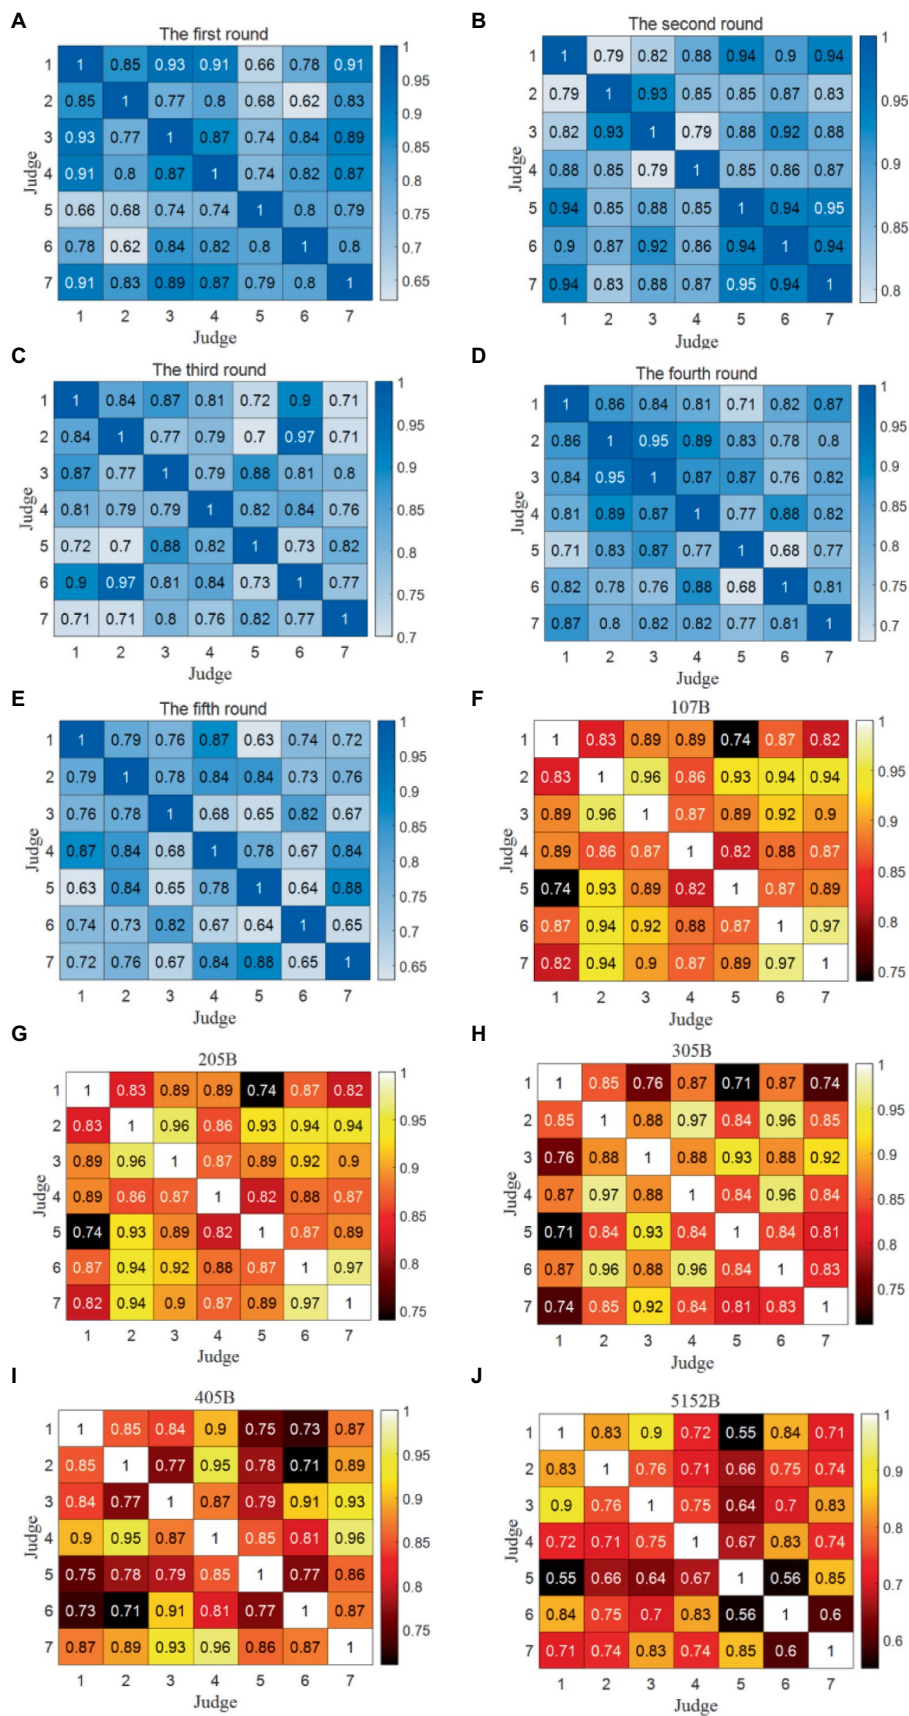 A
The first round
1 1 0.85 0.93 0.91 0.66 0.78 0.91
2 0.85 1 0.77 0.8 0.68 0.62 0.83
3 0.93 0.77 1 0.87 0.74 0.84 0.89
4 0.91 0.8 0.87 1 0.74 0.82 0.87
5 0.66 0.68 0.74 0.74 1 0.8 0.79
6 0.78 0.62 0.84 0.82 0.8 1 0.8
7 0.91 0.83 0.89 0.87 0.79 0.8 1
1 2 3 4 5 6 7
Judge
Judge
1
0.95
0.9
0.85
0.8
0.75
0.7
0.65
B
The second round
1 1 0.79 0.82 0.88 0.94 0.9 0.94
2 0.79 1 0.93 0.85 0.85 0.87 0.83
3 0.82 0.93 1 0.79 0.88 0.92 0.88
4 0.88 0.85 0.79 1 0.85 0.86 0.87
5 0.94 0.85 0.88 0.85 1 0.94 0.95
6 0.9 0.87 0.92 0.86 0.94 1 0.94
7 0.94 0.83 0.88 0.87 0.95 0.94 1
1 2 3 4 5 6 7
Judge
Judge
1
0.95
0.9
0.85
0.8
C
The third round
1 1 0.84 0.87 0.81 0.72 0.9 0.71
2 0.84 1 0.77 0.79 0.7 0.97 0.71
3 0.87 0.77 1 0.79 0.88 0.81 0.8
4 0.81 0.79 0.79 1 0.82 0.84 0.76
5 0.72 0.7 0.88 0.82 1 0.73 0.82
6 0.9 0.97 0.81 0.84 0.73 1 0.77
7 0.71 0.71 0.8 0.76 0.82 0.77 1
1 2 3 4 5 6 7
Judge
Judge
1
0.95
0.9
0.85
0.8
0.75
0.7
D
The fourth round
1 1 0.86 0.84 0.81 0.71 0.82 0.87
2 0.86 1 0.95 0.89 0.83 0.78 0.8
3 0.84 0.95 1 0.87 0.87 0.76 0.82
4 0.81 0.89 0.87 1 0.77 0.88 0.82
5 0.71 0.83 0.87 0.77 1 0.68 0.77
6 0.82 0.78 0.76 0.88 0.68 1 0.81
7 0.87 0.8 0.82 0.82 0.77 0.81 1
1 2 3 4 5 6 7
Judge
Judge
1
0.95
0.9
0.85
0.8
0.75
0.7
E
The fifth round
1 1 0.79 0.76 0.87 0.63 0.74 0.72
2 0.79 1 0.78 0.84 0.84 0.73 0.76
3 0.76 0.78 1 0.68 0.65 0.82 0.67
4 0.87 0.84 0.68 1 0.78 0.67 0.84
5 0.63 0.84 0.65 0.78 1 0.64 0.88
6 0.74 0.73 0.82 0.67 0.64 1 0.65
7 0.72 0.76 0.67 0.84 0.88 0.65 1
1 2 3 4 5 6 7
Judge
Judge
1
0.95
0.9
0.85
0.8
0.75
0.7
0.65
F
107B
1 1 0.83 0.89 0.89 0.74 0.87 0.82
2 0.83 1 0.96 0.86 0.93 0.94 0.94
3 0.89 0.96 1 0.87 0.89 0.92 0.9
4 0.89 0.86 0.87 1 0.82 0.88 0.87
5 0.74 0.93 0.89 0.82 1 0.87 0.89
6 0.87 0.94 0.92 0.88 0.87 1 0.97
7 0.82 0.94 0.9 0.87 0.89 0.97 1
1 2 3 4 5 6 7
Judge
Judge
1
0.95
0.9
0.85
0.8
0.75
G
205B
1 1 0.83 0.89 0.89 0.74 0.87 0.82
2 0.83 1 0.96 0.86 0.93 0.94 0.94
3 0.89 0.96 1 0.87 0.89 0.92 0.9
4 0.89 0.86 0.87 1 0.82 0.88 0.87
5 0.74 0.93 0.89 0.82 1 0.87 0.89
6 0.87 0.94 0.92 0.88 0.87 1 0.97
7 0.82 0.94 0.9 0.87 0.89 0.97 1
1 2 3 4 5 6 7
Judge
Judge
1
0.95
0.9
0.85
0.8
0.75
H
305B
1 1 0.85 0.76 0.87 0.71 0.87 0.74
2 0.85 1 0.88 0.97 0.84 0.96 0.85
3 0.76 0.88 1 0.88 0.93 0.88 0.92
4 0.87 0.97 0.88 1 0.84 0.96 0.84
5 0.71 0.84 0.93 0.84 1 0.84 0.81
6 0.87 0.96 0.88 0.96 0.84 1 0.83
7 0.74 0.85 0.92 0.84 0.81 0.83 1
1 2 3 4 5 6 7
Judge
Judge
1
0.95
0.9
0.85
0.8
0.75
I
405B
1 1 0.85 0.84 0.9 0.75 0.73 0.87
2 0.85 1 0.77 0.95 0.78 0.71 0.89
3 0.84 0.77 1 0.87 0.79 0.91 0.93
4 0.9 0.95 0.87 1 0.85 0.81 0.96
5 0.75 0.78 0.79 0.85 1 0.77 0.86
6 0.73 0.71 0.91 0.81 0.77 1 0.87
7 0.87 0.89 0.93 0.96 0.86 0.87 1
1 2 3 4 5 6 7
Judge
Judge
1
0.95
0.9
0.85
0.8
0.75
J
5152B
1 1 0.83 0.9 0.72 0.55 0.84 0.71
2 0.83 1 0.76 0.71 0.66 0.75 0.74
3 0.9 0.76 1 0.75 0.64 0.7 0.83
4 0.72 0.71 0.75 1 0.67 0.83 0.74
5 0.55 0.66 0.64 0.67 1 0.56 0.85
6 0.84 0.75 0.7 0.83 0.56 1 0.6
7 0.71 0.74 0.83 0.74 0.85 0.6 1
1 2 3 4 5 6 7
Judge
Judge
1
0.9
0.8
0.7
0.6